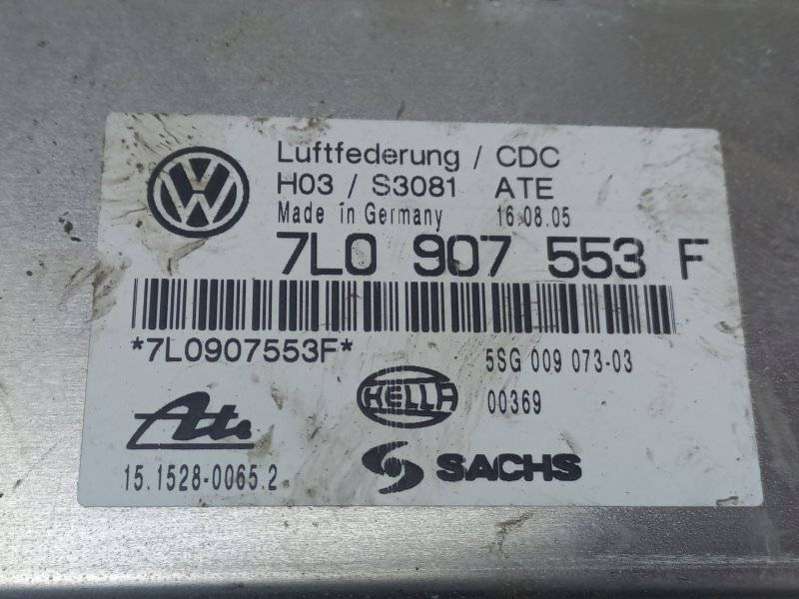 Luftfederung / CDC
H03 / S3081 ATE
Made in Germany 16.08.05
7L0 907 553 F
*7L0907553F*
5SG 009 073-03
HELLA 00369
Ate
SACHS
15.1528-0065.2